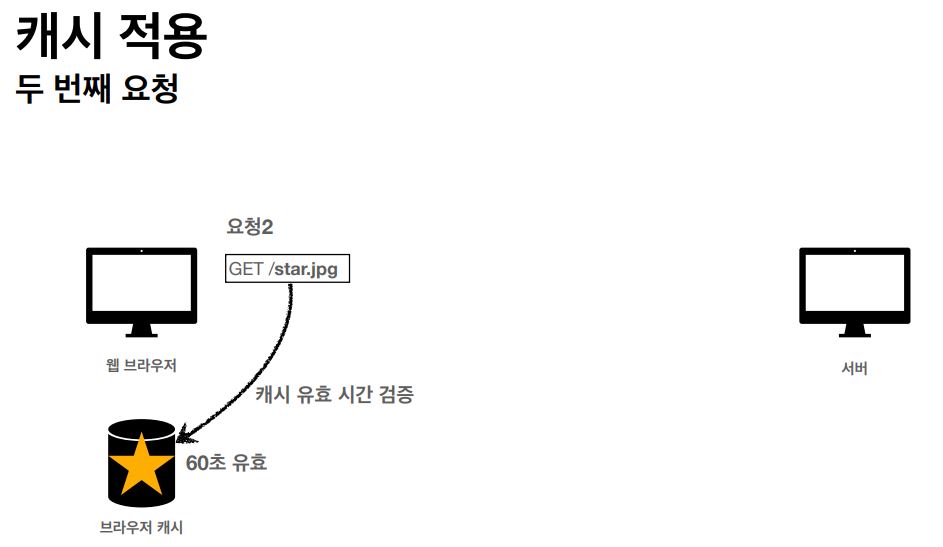 캐시 적용
두 번째 요청
요청2
GET /star.jpg
웹 브라우저
서버
캐시 유효 시간 검증
60초 유효
브라우저 캐시